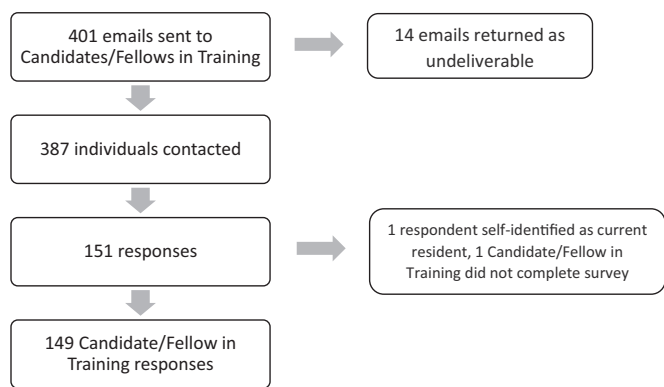 401 emails sent to
Candidates/Fellows in Training
14 emails returned as
undeliverable
387 individuals contacted
151 responses
1 respondent self-identified as current
resident, 1 Candidate/Fellow in
Training did not complete survey
149 Candidate/Fellow in
Training responses